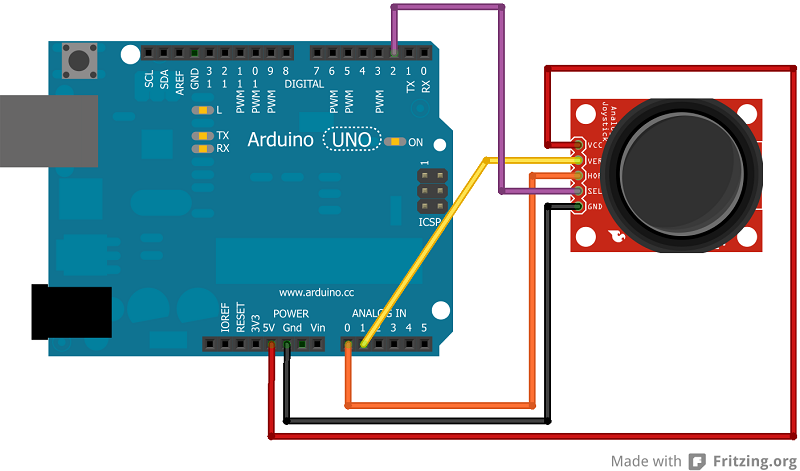 SCL SDA AREF GND 13 12 PWM 11 PWM 10 PWM 9 8
7 PWM 6 PWM 5 4 PWM 3 2 TX 1 RX 0
DIGITAL
L
TX
RX
Arduino UNO
ON
1
ICSP
www.arduino.cc
POWER
ANALOG IN
IOREF RESET 3V3 5V Gnd Vin
0 1 2 3 4 5
Joystick
VCC
VER
HOR
SEL
GND
Made with Fritzing.org